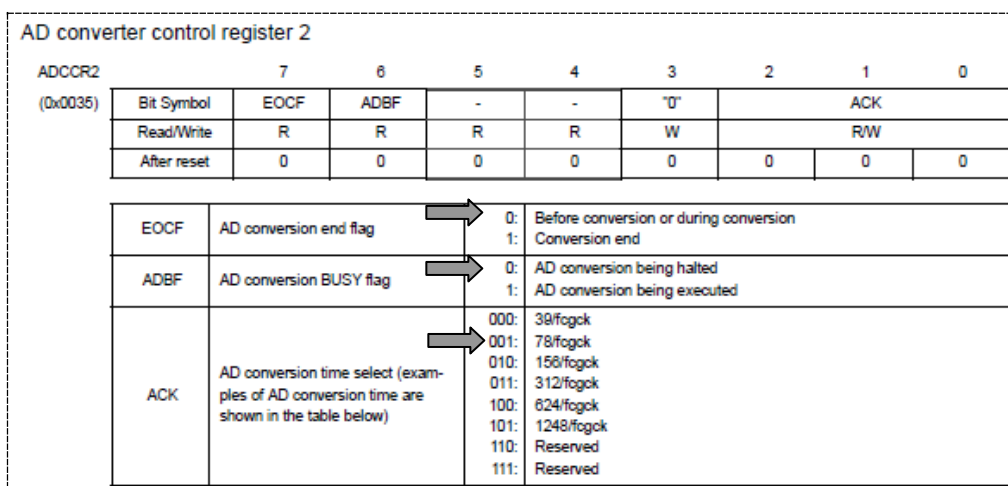 AD converter control register 2
ADCCR2 7 6 5 4 3 2 1 0
(0x0035) Bit Symbol EOCF ADBF - - "0" ACK
Read/Write R R R R W R/W
After reset 0 0 0 0 0 0 0 0
EOCF AD conversion end flag 0: Before conversion or during conversion
1: Conversion end
ADBF AD conversion BUSY flag 0: AD conversion being halted
1: AD conversion being executed
ACK AD conversion time select (exam-
ples of AD conversion time are
shown in the table below)
000: 39/fcgck
001: 78/fcgck
010: 156/fcgck
011: 312/fcgck
100: 624/fcgck
101: 1248/fcgck
110: Reserved
111: Reserved